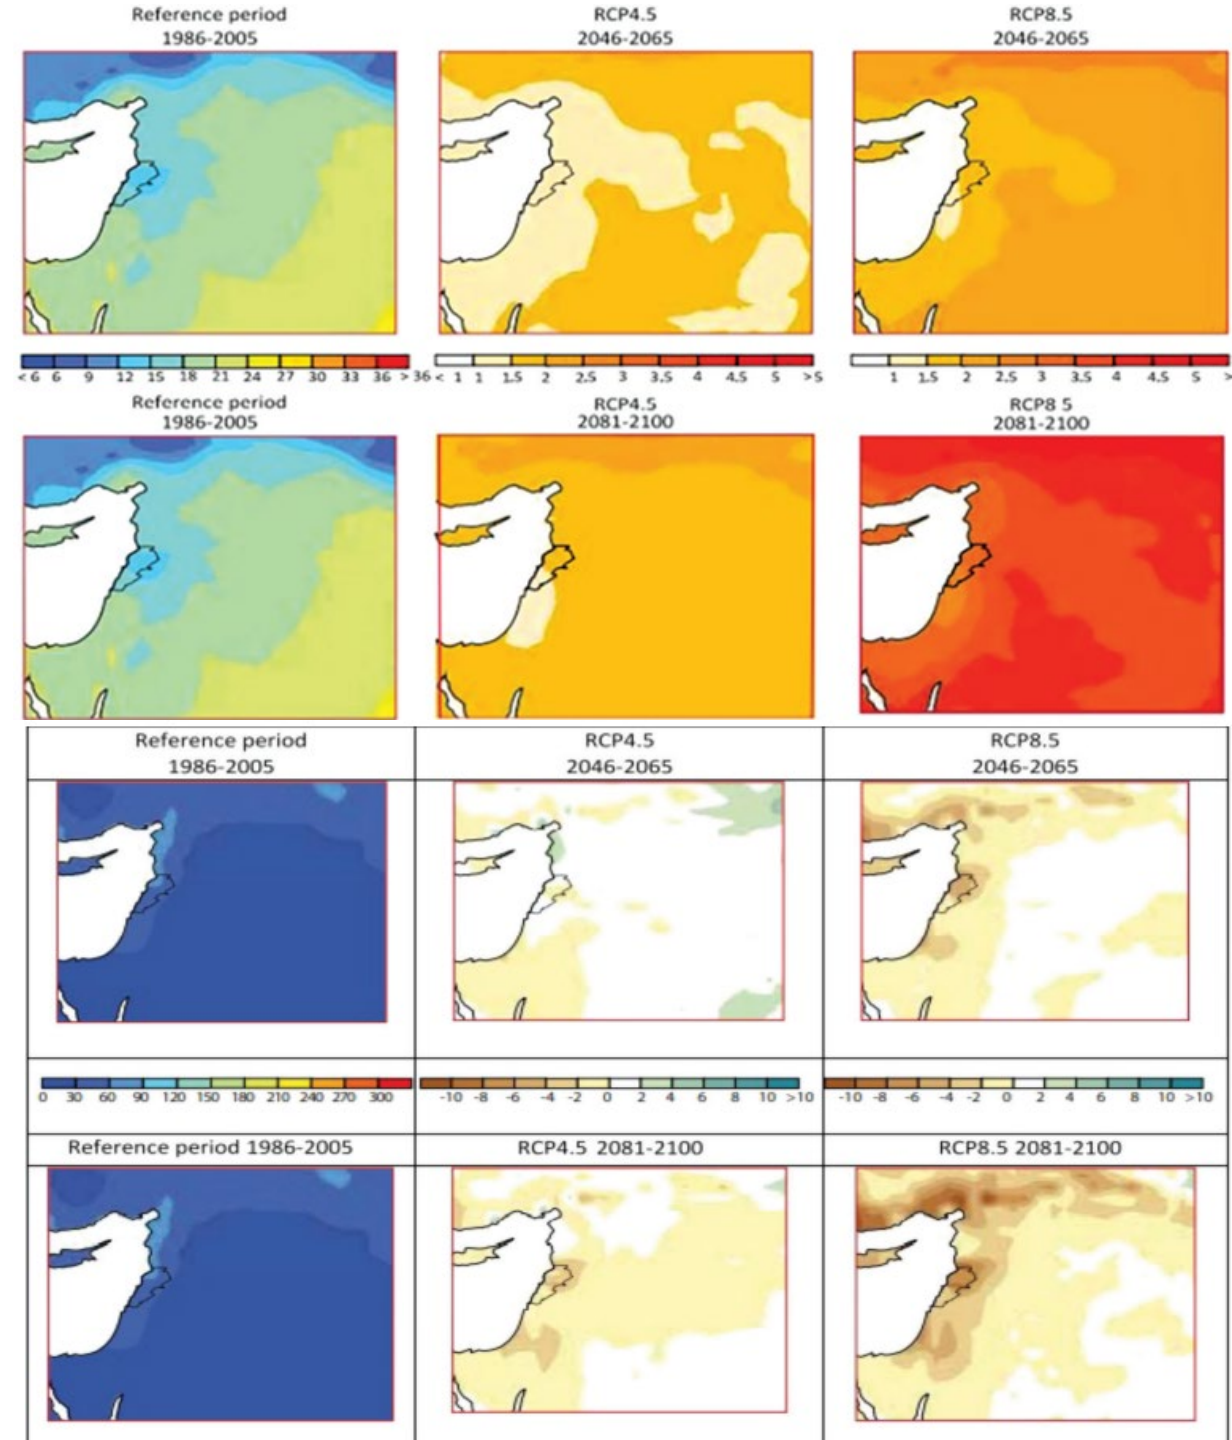 Reference period
1986-2005
RCP4.5
2046-2065
RCP8.5
2046-2065
< 6 6 9 12 15 18 21 24 27 30 33 36 > 36
< 1 1 1.5 2 2.5 3 3.5 4 4.5 5 >5
1 1.5 2 2.5 3 3.5 4 4.5 5 >
Reference period
1986-2005
RCP4.5
2081-2100
RCP8 5
2081-2100
Reference period
1986-2005
RCP4.5
2046-2065
RCP8.5
2046-2065
0 30 60 90 120 150 180 210 240 270 300
-10 -8 -6 -4 -2 0 2 6 8 10 >10
-10 -8 -6 -4 -2 0 2 4 6 8 10 >10
Reference period 1986-2005
RCP4.5 2081-2100
RCP8.5 2081-2100